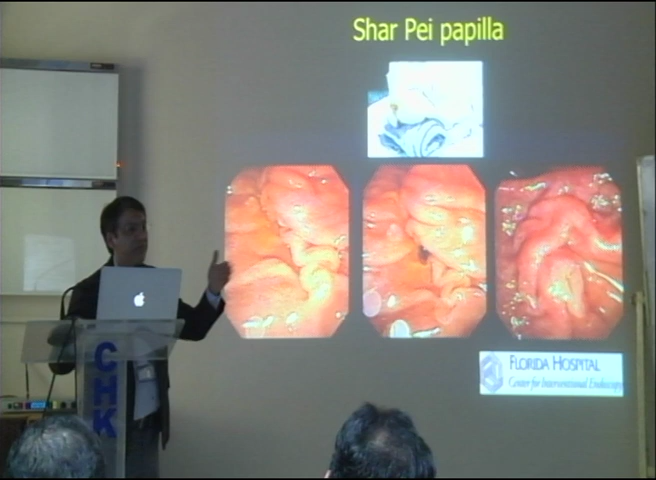 Shar Pei papilla
FLORIDA HOSPITAL
Center for Interventional Endoscopy
CHK